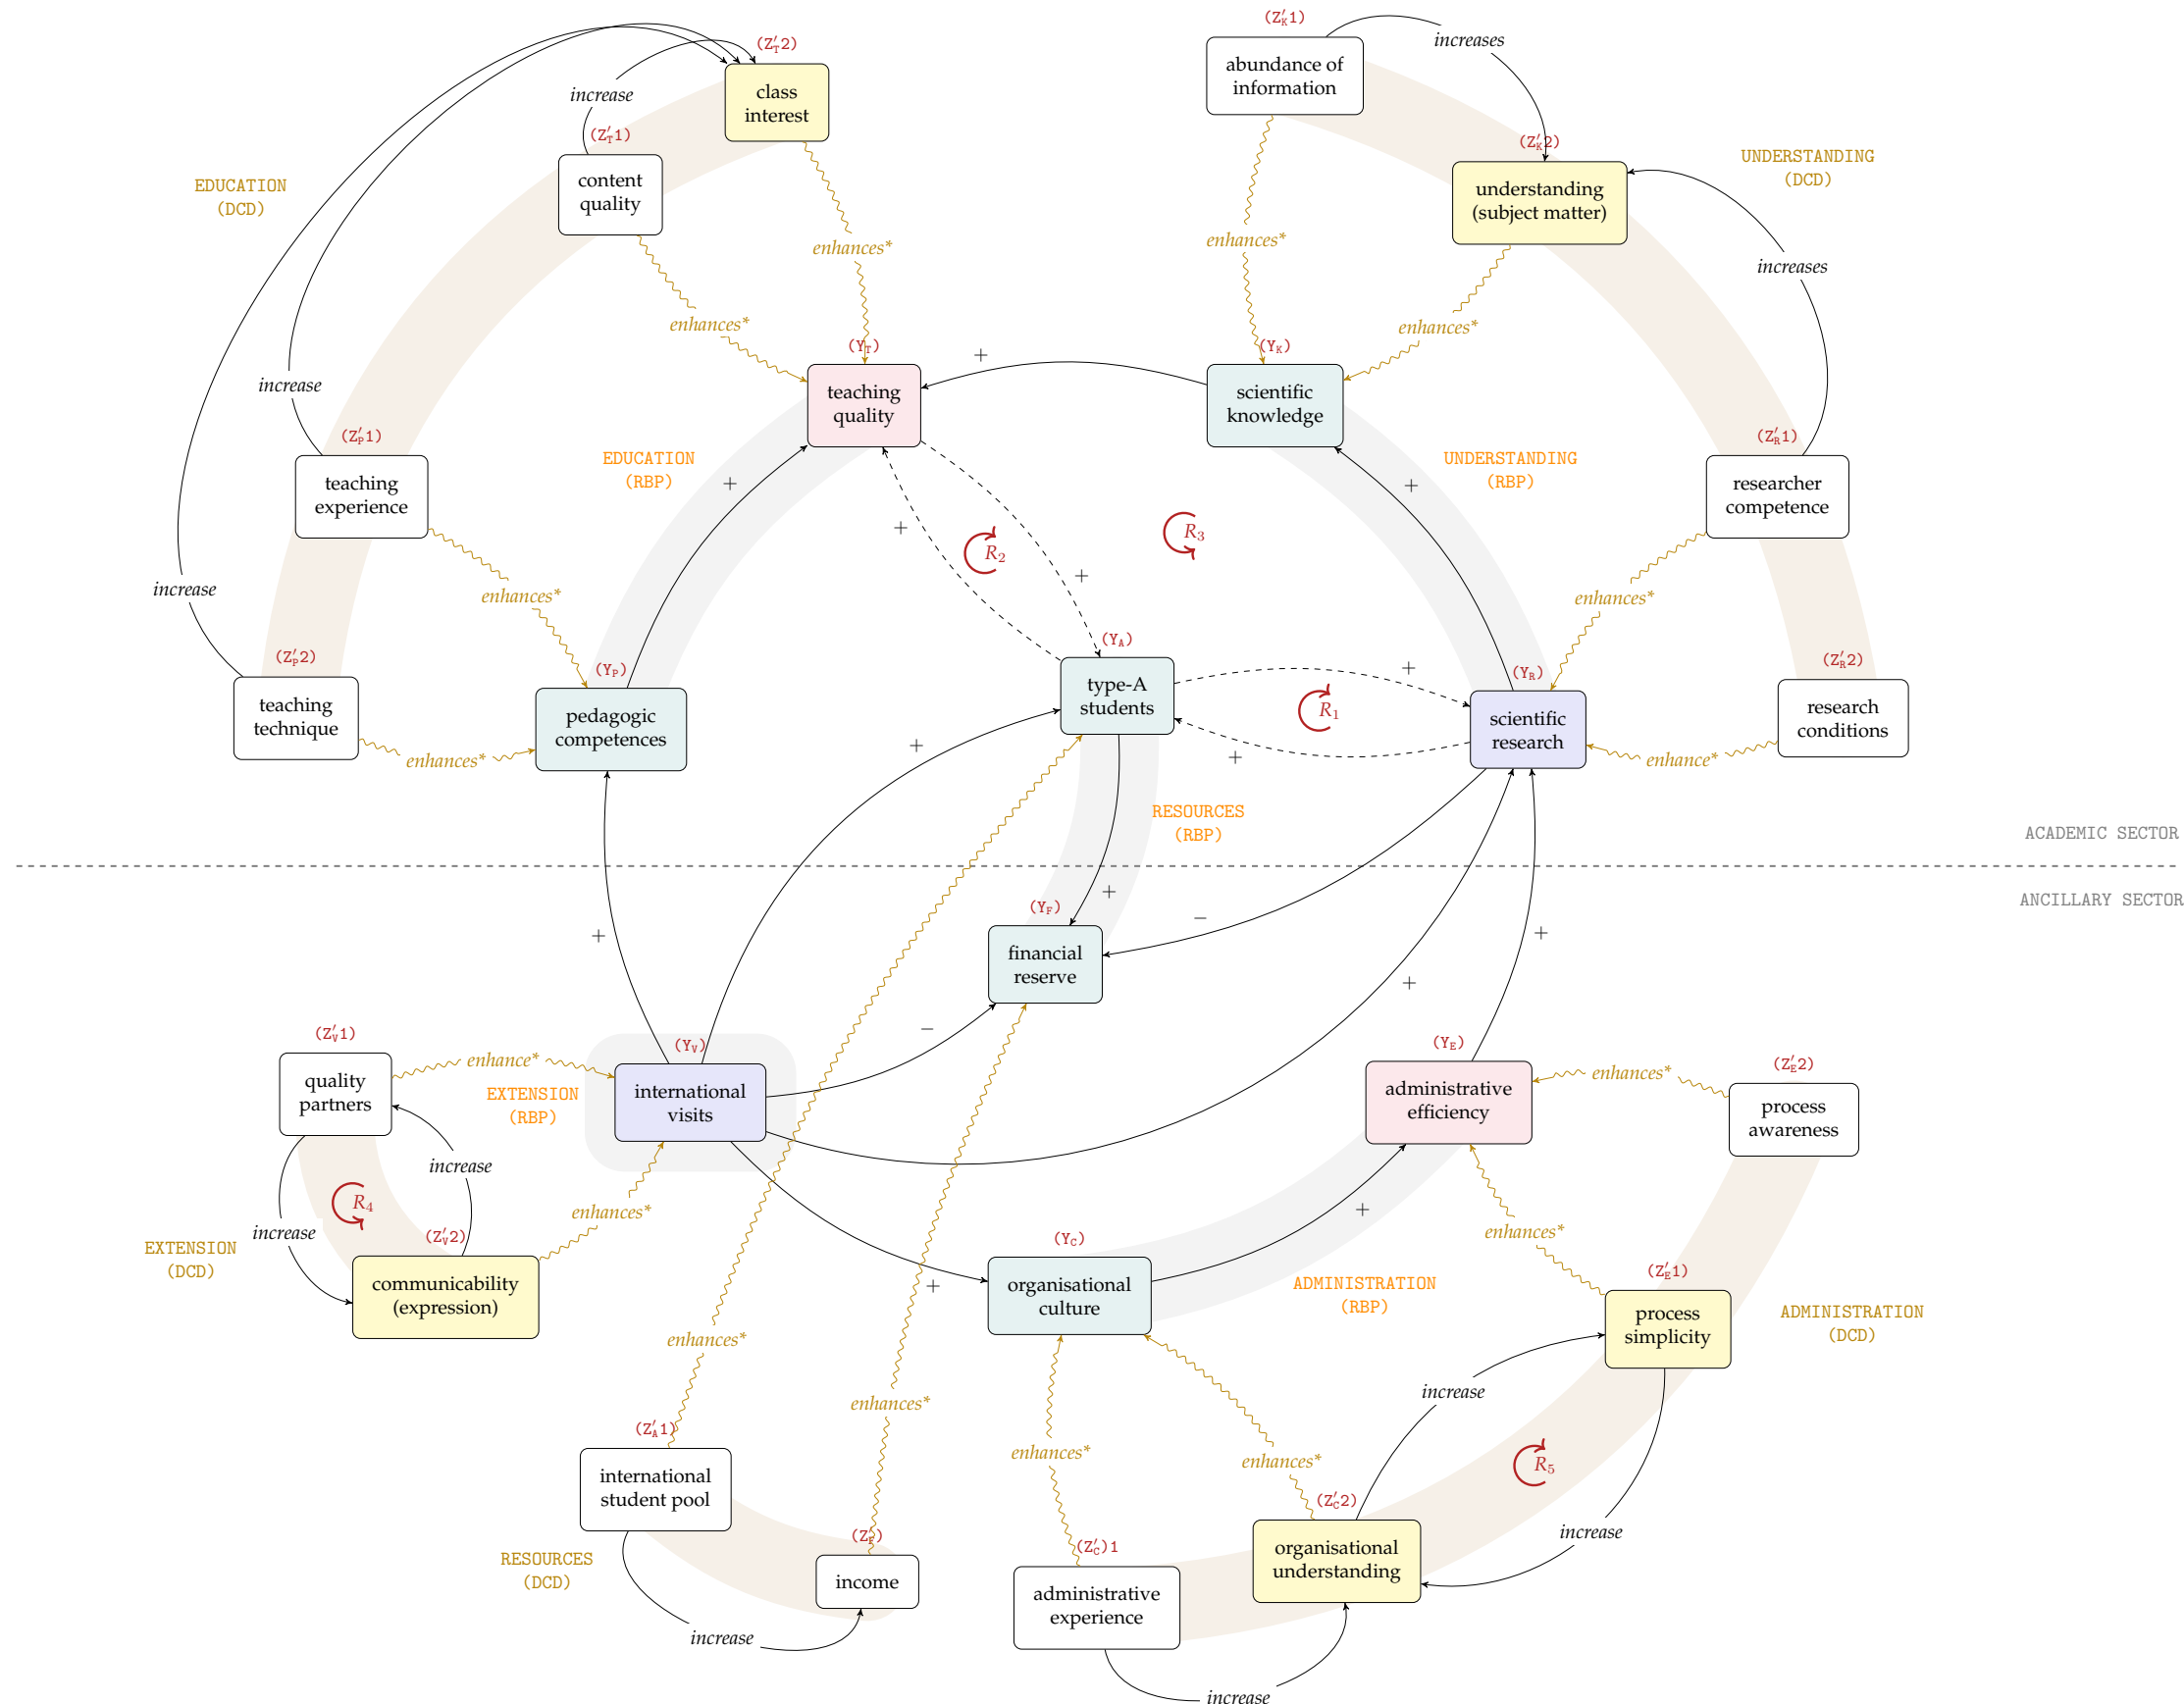 (Z′T2)
class
interest
increase
(Z′T1)
content
quality
EDUCATION
(DCD)
enhances*
enhances*
increase
(Z′P1)
teaching
experience
increase
(Z′P2)
teaching
technique
enhances*
enhances*
(YT)
teaching
quality
+
EDUCATION
(RBP)
+
+
R2
+
(YP)
pedagogic
competences
(Z′K1)
abundance of
information
increases
(Z′K2)
understanding
(subject matter)
UNDERSTANDING
(DCD)
enhances*
enhances*
increases
(YK)
scientific
knowledge
UNDERSTANDING
(RBP)
+
R3
(Z′R1)
researcher
competence
enhances*
(Z′R2)
research
conditions
enhance*
(YA)
type-A
students
+
R1
+
(YR)
scientific
research
+
RESOURCES
(RBP)
ACADEMIC SECTOR
ANCILLARY SECTOR
+
(YF)
financial
reserve
−
+
−
+
+
(Z′V1)
quality
partners
enhance*
EXTENSION
(RBP)
(YV)
international
visits
increase
R4
increase
(Z′V2)
communicability
(expression)
enhances*
EXTENSION
(DCD)
(YE)
administrative
efficiency
enhances*
(Z′E2)
process
awareness
+
enhances*
(YC)
organisational
culture
+
ADMINISTRATION
(RBP)
(Z′E1)
process
simplicity
ADMINISTRATION
(DCD)
enhances*
enhances*
increase
enhances*
enhances*
R5
(Z′A1)
international
student pool
(Z′F)
income
RESOURCES
(DCD)
increase
(Z′C)1
administrative
experience
(Z′C2)
organisational
understanding
increase
increase